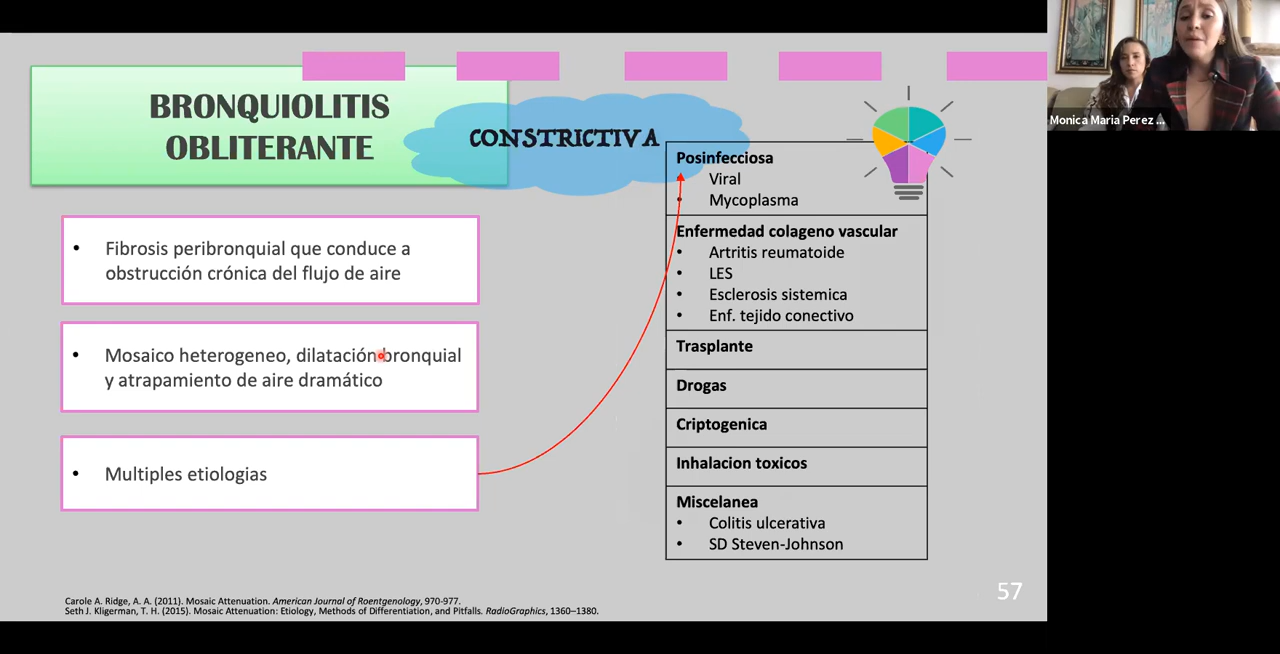 BRONQUIOLITIS
OBLITERANTE
CONSTRICTIVA
• Fibrosis peribronquial que conduce a
obstrucción crónica del flujo de aire
• Mosaico heterogeneo, dilatación bronquial
y atrapamiento de aire dramático
• Multiples etiologias
Posinfecciosa
• Viral
• Mycoplasma
Enfermedad colageno vascular
• Artritis reumatoide
• LES
• Esclerosis sistemica
• Enf. tejido conectivo
Trasplante
Drogas
Criptogenica
Inhalacion toxicos
Miscelanea
• Colitis ulcerativa
• SD Steven-Johnson
Carole A. Ridge, A. A. (2011). Mosaic Attenuation. American Journal of Roentgenology, 970-977.
Seth J. Kligerman, T. H. (2015). Mosaic Attenuation: Etiology, Methods of Differentiation, and Pitfalls. RadioGraphics, 1360–1380.
57
Monica Maria Perez ...